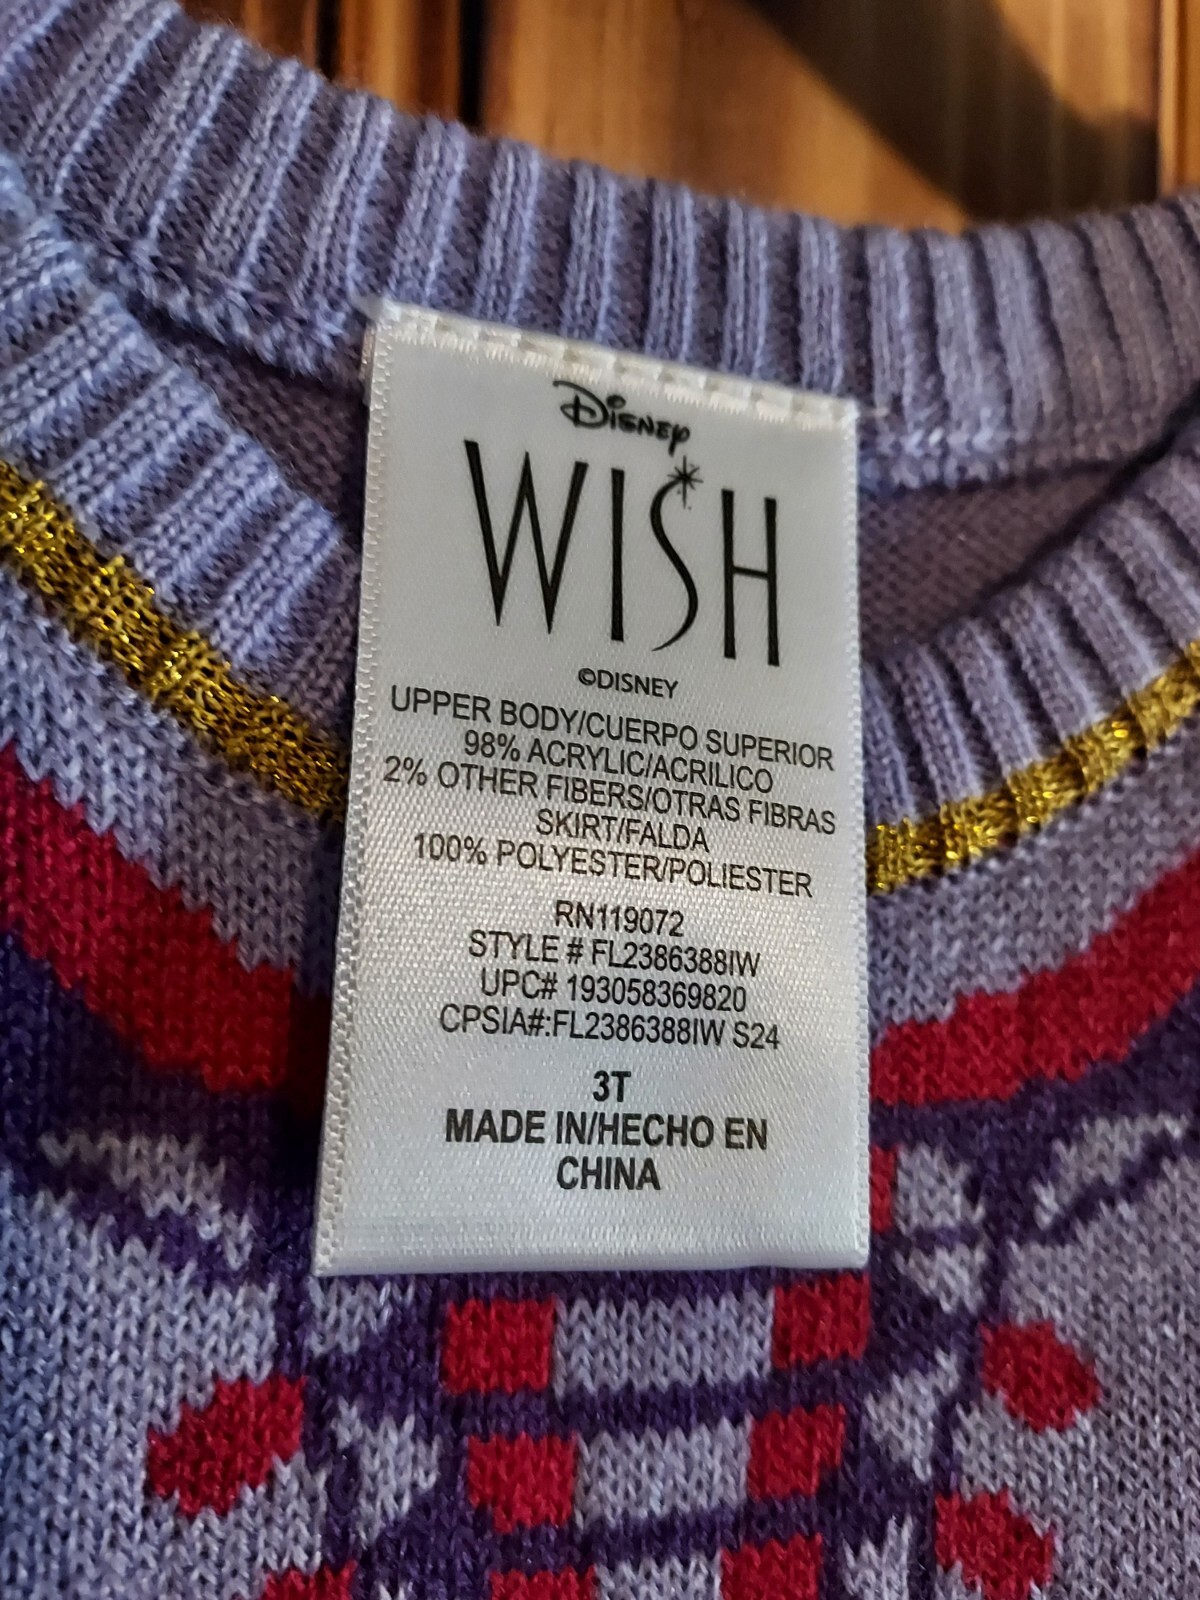 Disney
WISH
©DISNEY
UPPER BODY/CUERPO SUPERIOR
98% ACRYLIC/ACRILICO
2% OTHER FIBERS/OTRAS FIBRAS
SKIRT/FALDA
100% POLYESTER/POLIESTER
RN119072
STYLE # FL2386388IW
UPC# 193058369820
CPSIA#:FL2386388IW S24
3T
MADE IN/HECHO EN
CHINA